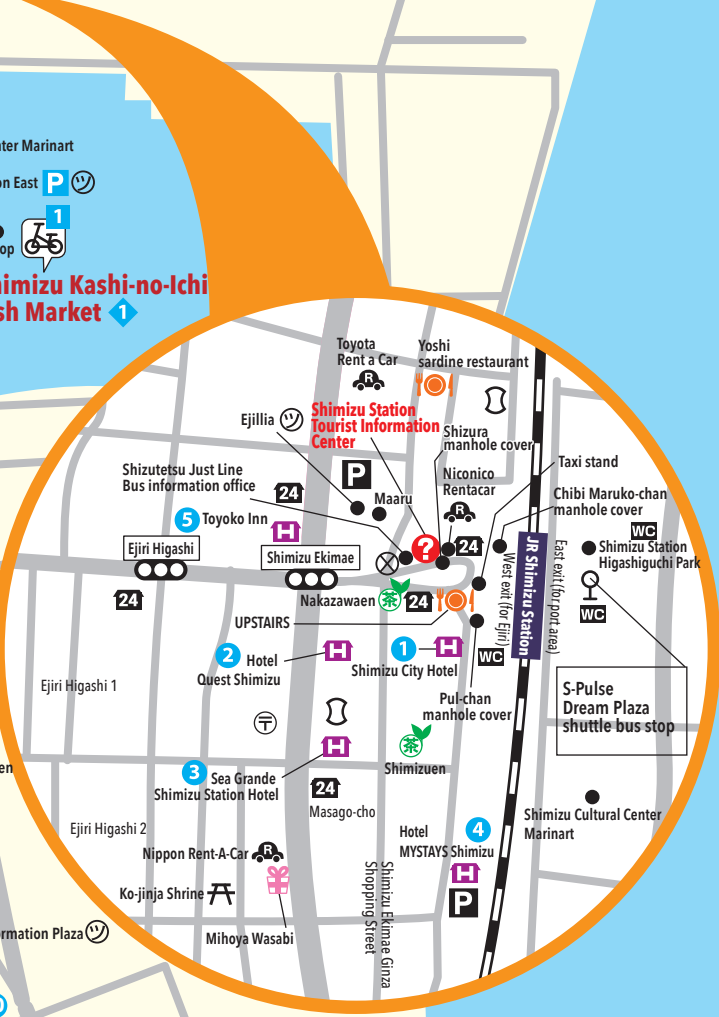 ter Marinart
on East P
1
op
himizu Kashi-no-Ichi
sh Market 1
Toyota
Rent a Car
R
Yoshi
sardine restaurant
Ejillia
Shimizu Station
Tourist Information
Center
Shizura
manhole cover
Shizutetsu Just Line
Bus information office
24
P
Maaru
Niconico
Rentacar
R
Taxi stand
Chibi Maruko-chan
manhole cover
5 Toyoko Inn
H
?
24
WC
Shimizu Station
Higashiguchi Park
Ejiri Higashi
Shimizu Ekimae
JR Shimizu Station
West exit (for Ejiri)
East exit (for port area)
24
Nakazawaen
茶
24
WC
UPSTAIRS
2 Hotel
Quest Shimizu
H
1
H
Shimizu City Hotel
WC
Ejiri Higashi 1
Pul-chan
manhole cover
S-Pulse
Dream Plaza
shuttle bus stop
〒
茶
Shimizuen
H
en
3 Sea Grande
Shimizu Station Hotel
24
Masago-cho
Shimizu Cultural Center
Marinart
Ejiri Higashi 2
Hotel
MYSTAYS Shimizu
4
H
P
Nippon Rent-A-Car
R
Shimizu Ekimae Ginza
Shopping Street
Ko-jinja Shrine
rmation Plaza
Mihoya Wasabi